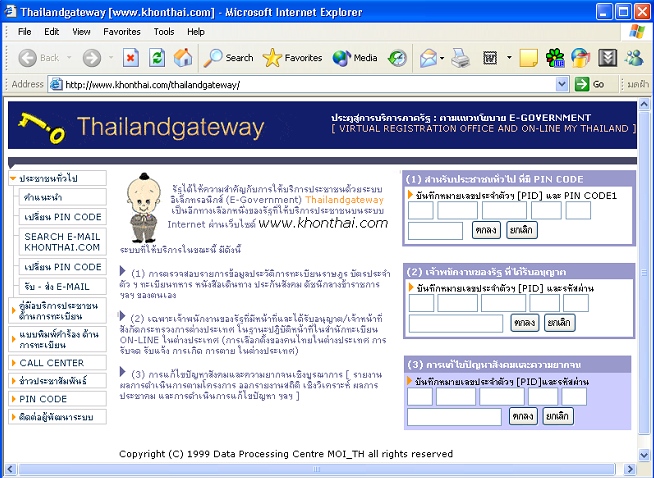 Thailandgateway [www.khonthai.com] - Microsoft Internet Explorer
File Edit View Favorites Tools Help
Back Search Favorites Media
Address http://www.khonthai.com/thailandgateway/ Go
Thailandgateway
ประตูสู่การบริการภาครัฐ : ตามแนวนโยบาย E-GOVERNMENT
[ VIRTUAL REGISTRATION OFFICE AND ON-LINE MY THAILAND ]
ประชาชนทั่วไป
คำแนะนำ
เปลี่ยน PIN CODE
SEARCH E-MAIL
KHONTHAI.COM
เปลี่ยน PIN CODE
รับ - ส่ง E-MAIL
คู่มือบริการประชาชน
ด้านการทะเบียน
แบบพิมพ์คำร้อง ด้าน
การทะเบียน
CALL CENTER
ข่าวประชาสัมพันธ์
PIN CODE
ติดต่อผู้พัฒนาระบบ
รัฐได้ให้ความสำคัญกับการให้บริการประชาชนด้วยระบบ
อิเล็กทรอนิกส์ (E-Government) Thailandgateway
เป็นอีกทางเลือกหนึ่งของรัฐที่ให้บริการประชาชนบนระบบ
Internet ผ่านเว็บไซต์ www.khonthai.com
ระบบที่ให้บริการในขณะนี้ มีดังนี้
(1) การตรวจสอบรายการข้อมูลประวัติการทะเบียนราษฎร บัตรประจำ
ตัว ฯ ทะเบียนทหาร หนังสือเดินทาง ประกันสังคม ดัชนีกลางข้าราชการ
ฯลฯ ของตนเอง
(2) เฉพาะเจ้าพนักงานของรัฐที่มีหน้าที่และได้รับอนุญาต/เจ้าหน้าที่
สังกัดกระทรวงการต่างประเทศ ในฐานะปฏิบัติหน้าที่ในสำนักทะเบียน
ON-LINE ในต่างประเทศ (การเลือกตั้งของคนไทยในต่างประเทศ การ
รับจด รับแจ้ง การเกิด การตาย ในต่างประเทศ)
(3) การแก้ไขปัญหาสังคมและความยากจนเชิงบูรณาการ [ รายงาน
ผลการดำเนินการตามโครงการ ออกรายงานสถิติ เชิงวิเคราะห์ ผลการ
ประชาคม และการดำเนินการแก้ไขปัญหา ฯลฯ ]
(1) สำหรับประชาชนทั่วไป ที่มี PIN CODE
บันทึกหมายเลขประจำตัวฯ [PID] และ PIN CODE1
ตกลง ยกเลิก
(2) เจ้าพนักงานของรัฐ ที่ได้รับอนุญาต
บันทึกหมายเลขประจำตัวฯ [PID] และรหัสผ่าน
ตกลง ยกเลิก
(3) การแก้ไขปัญหาสังคมและความยากจน
บันทึกหมายเลขประจำตัวฯ [PID]และรหัสผ่าน
ตกลง ยกเลิก
Copyright (C) 1999 Data Processing Centre MOI_TH all rights reserved